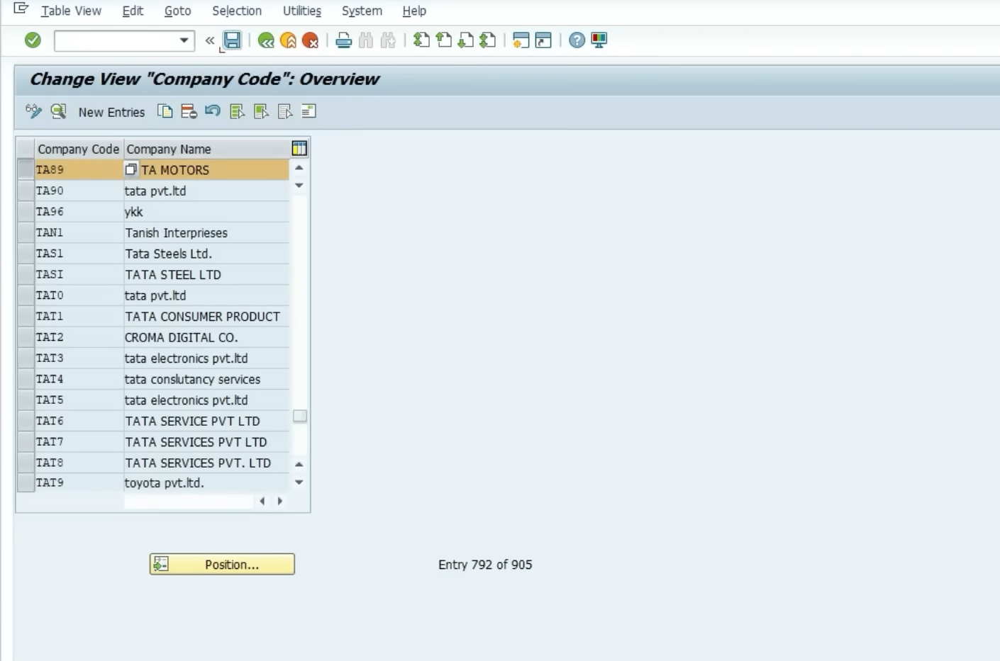 Table View Edit Goto Selection Utilities System Help
Change View "Company Code": Overview
New Entries
Company Code Company Name
TA89 TA MOTORS
TA90 tata pvt.ltd
TA96 ykk
TAN1 Tanish Interprieses
TAS1 Tata Steels Ltd.
TASI TATA STEEL LTD
TAT0 tata pvt.ltd
TAT1 TATA CONSUMER PRODUCT
TAT2 CROMA DIGITAL CO.
TAT3 tata electronics pvt.ltd
TAT4 tata conslutancy services
TAT5 tata electronics pvt.ltd
TAT6 TATA SERVICE PVT LTD
TAT7 TATA SERVICES PVT LTD
TAT8 TATA SERVICES PVT. LTD
TAT9 toyota pvt.ltd.
Position... Entry 792 of 905